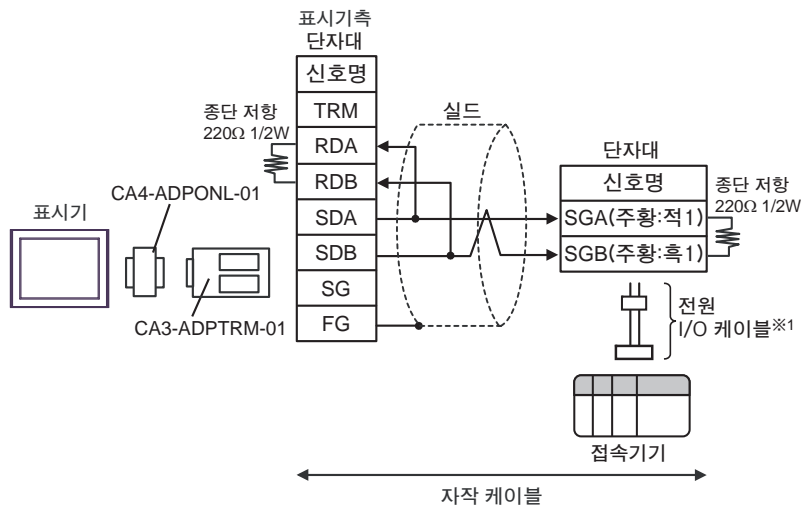 표시기측
단자대
신호명
TRM
RDA
RDB
SDA
SDB
SG
FG
종단 저항
220Ω 1/2W
CA4-ADPONL-01
표시기
CA3-ADPTRM-01
실드
단자대
신호명
SGA(주황:적1)
SGB(주황:흑1)
종단 저항
220Ω 1/2W
전원
I/O 케이블※1
접속기기
자작 케이블